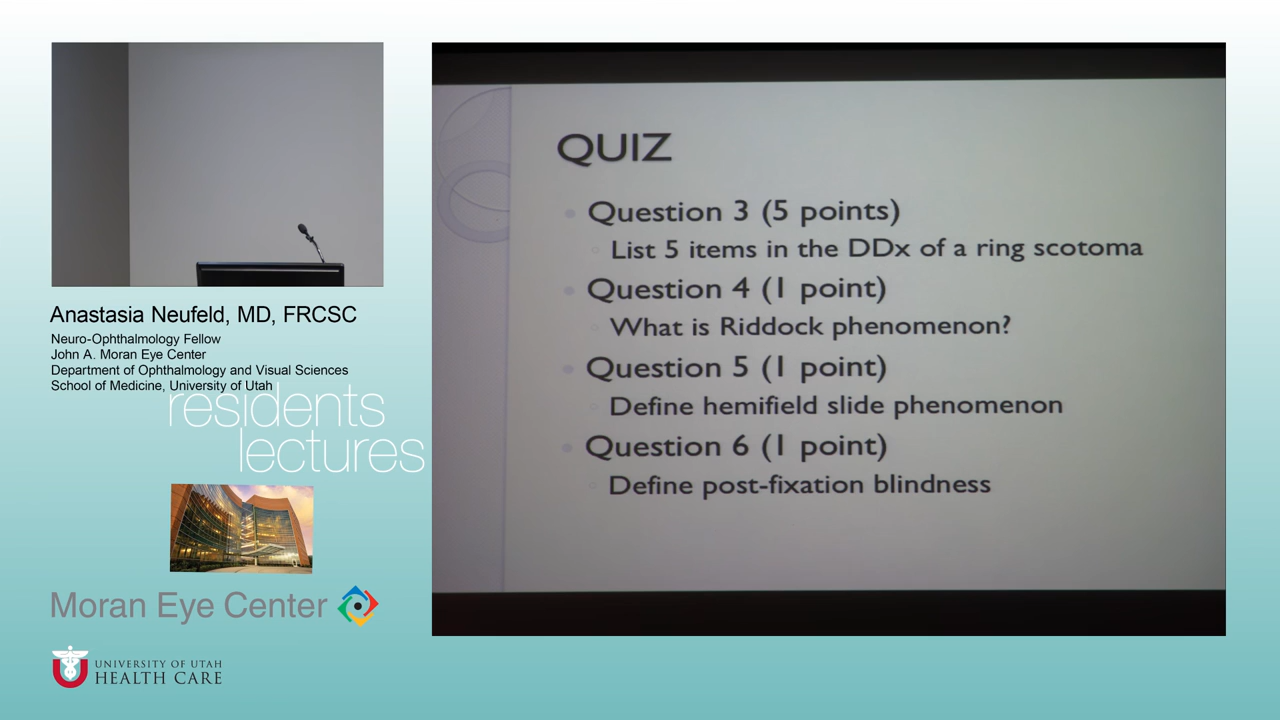 QUIZ
Question 3 (5 points)
List 5 items in the DDx of a ring scotoma
Question 4 (1 point)
What is Riddock phenomenon?
Question 5 (1 point)
Define hemifield slide phenomenon
Question 6 (1 point)
Define post-fixation blindness
Anastasia Neufeld, MD, FRCSC
Neuro-Ophthalmology Fellow
John A. Moran Eye Center
Department of Ophthalmology and Visual Sciences
School of Medicine, University of Utah
residents
lectures
Moran Eye Center
UNIVERSITY OF UTAH
HEALTH CARE